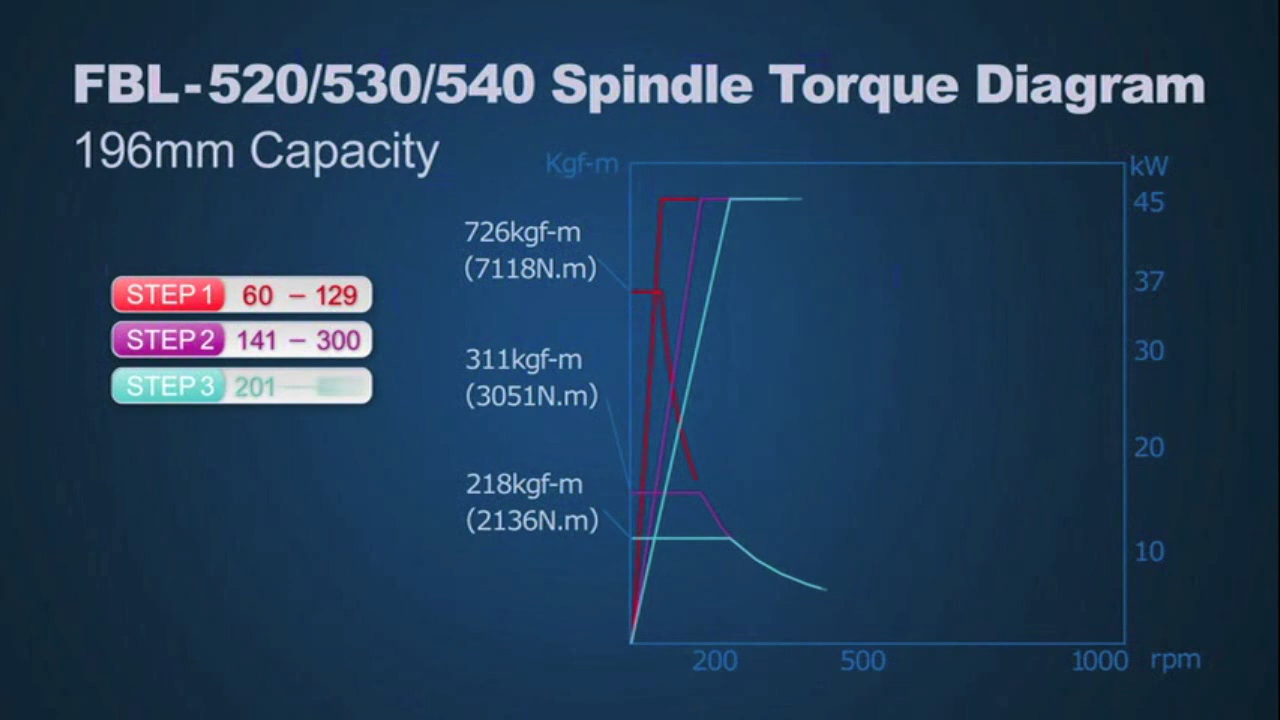 FBL-520/530/540 Spindle Torque Diagram
196mm Capacity
Kgf-m
kW
45
726kgf-m
(7118N.m)
37
STEP 1 60 – 129
STEP 2 141 – 300
STEP 3 201
30
311kgf-m
(3051N.m)
20
218kgf-m
(2136N.m)
10
200 500 1000 rpm